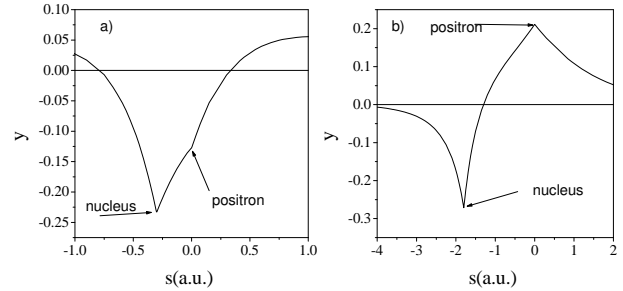 a)
0.10
0.05
0.00
-0.05
-0.10
-0.15
-0.20
-0.25
y
nucleus
positron
-1.0
-0.5
0.0
0.5
1.0
s(a.u.)
b)
positron
0.2
0.1
0.0
-0.1
-0.2
-0.3
y
nucleus
-4
-3
-2
-1
0
1
2
s(a.u.)